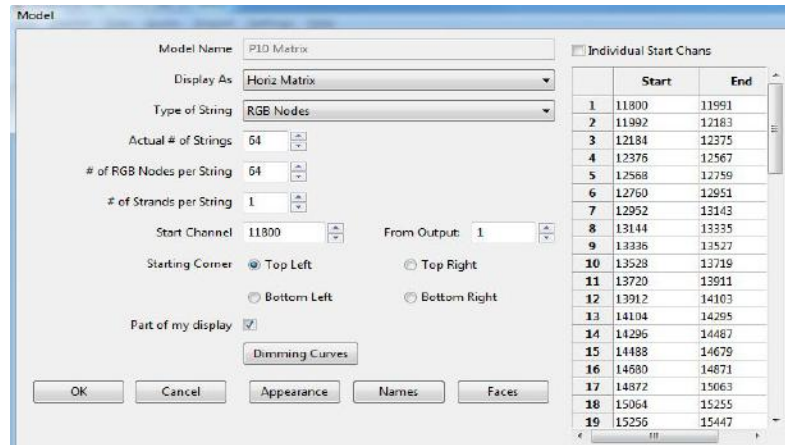 Model
Model Name P10 Matrix
Individual Start Chans
Display As Horiz Matrix
Type of String RGB Nodes
Actual # of Strings 64
# of RGB Nodes per String 64
# of Strands per String 1
Start Channel 11800 From Output: 1
Starting Corner Top Left Top Right
Bottom Left Bottom Right
Part of my display
Dimming Curves
OK Cancel Appearance Names Faces
Start End
1 11800 11991
2 11992 12183
3 12184 12375
4 12376 12567
5 12568 12759
6 12760 12951
7 12952 13143
8 13144 13335
9 13336 13527
10 13528 13719
11 13720 13911
12 13912 14103
13 14104 14295
14 14296 14487
15 14488 14679
16 14680 14871
17 14872 15063
18 15064 15255
19 15256 15447